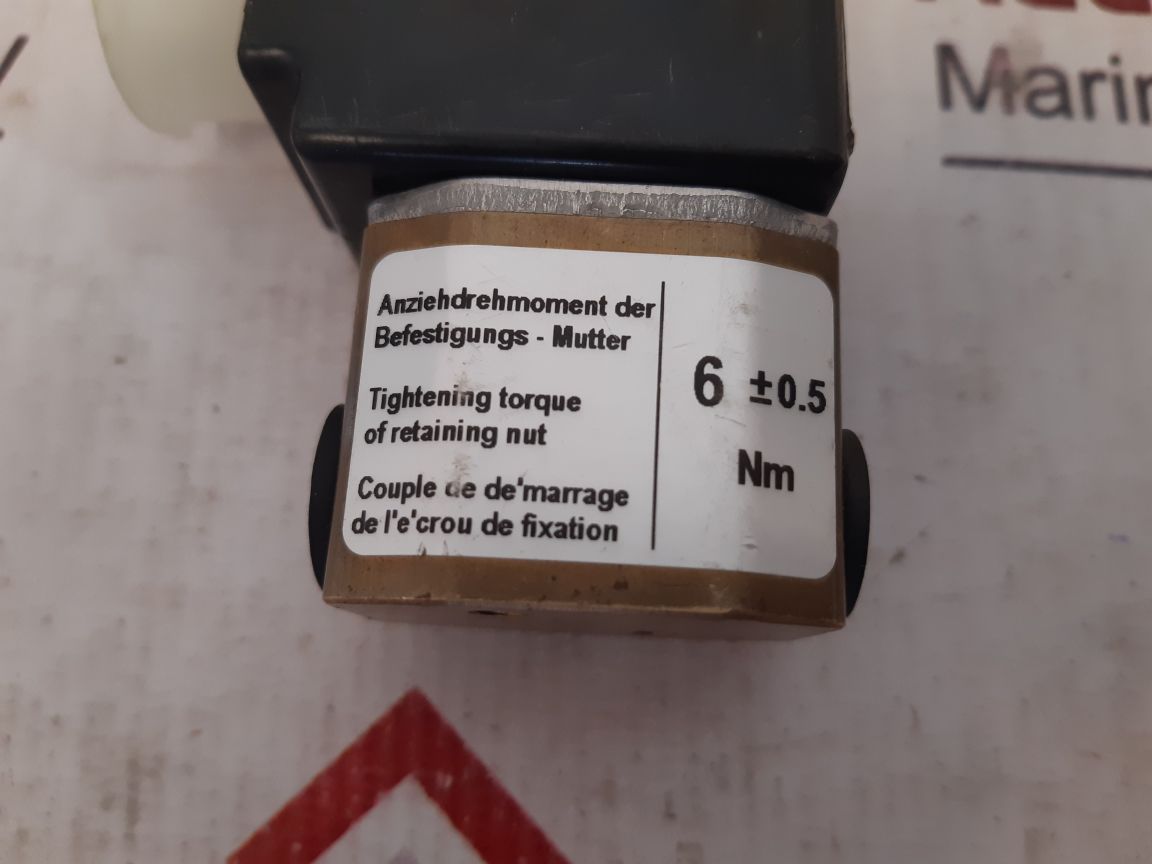 Marin
Anziehdrehmoment der
Befestigungs - Mutter
Tightening torque
of retaining nut
Couple de de'marrage
de l'e'crou de fixation
6 ±0.5
Nm